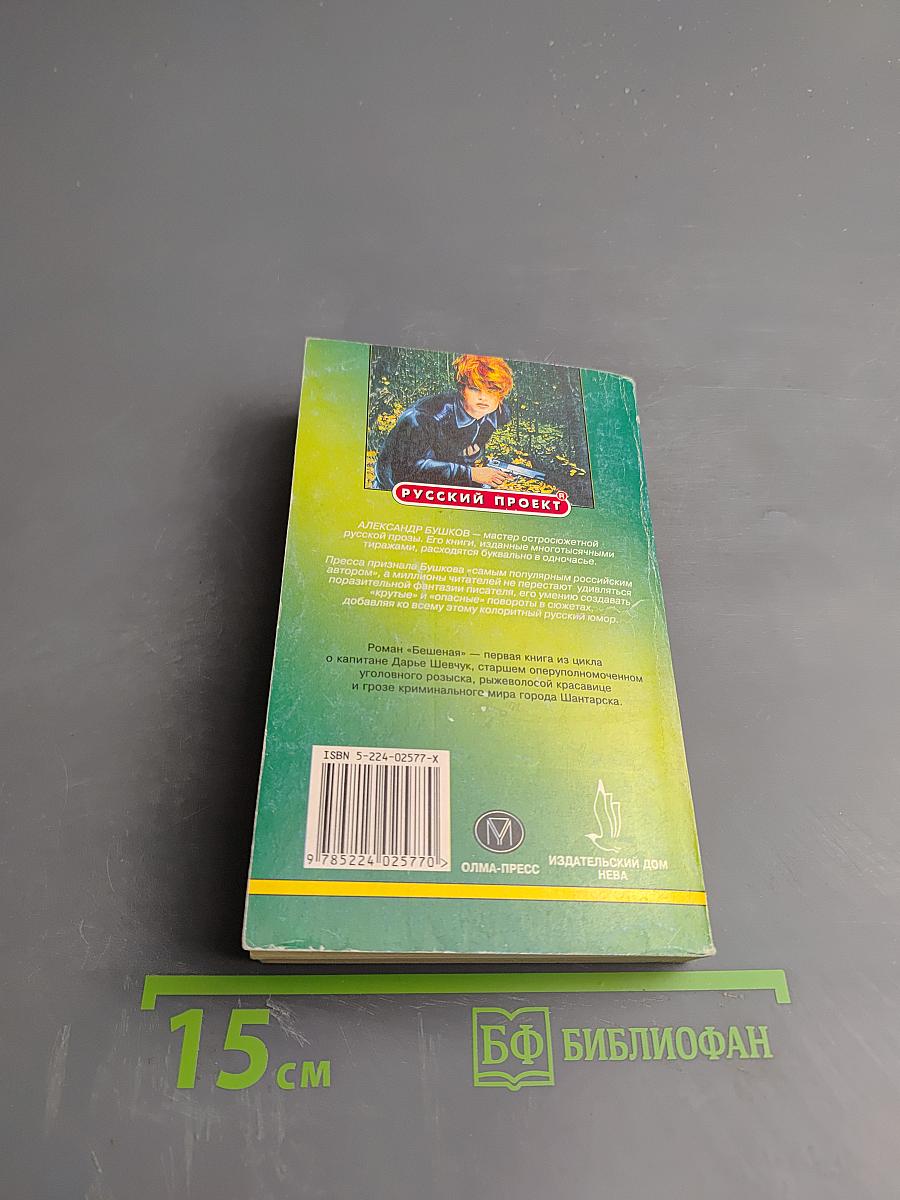 РУССКИЙ ПРОЕКТ ®
АЛЕКСАНДР БУШКОВ — мастер остросюжетной
русской прозы. Его книги, изданные многотысячными
тиражами, расходятся буквально в одночасье.
Пресса признала Бушкова «самым популярным российским
автором», а миллионы читателей не перестают удивляться
поразительной фантазии писателя, его умению создавать
«крутые» и «опасные» повороты в сюжетах,
добавляя ко всему этому колоритный русский юмор.
Роман «Бешеная» — первая книга из цикла
о капитане Дарье Шевчук, старшем оперуполномоченном
уголовного розыска, рыжеволосой красавице
и грозе криминального мира города Шантарска.
ISBN 5-224-02577-X
9 785224 025770 >
ОЛМА-ПРЕСС
ИЗДАТЕЛЬСКИЙ ДОМ
НЕВА
15 см
БФ БИБЛИОФАН